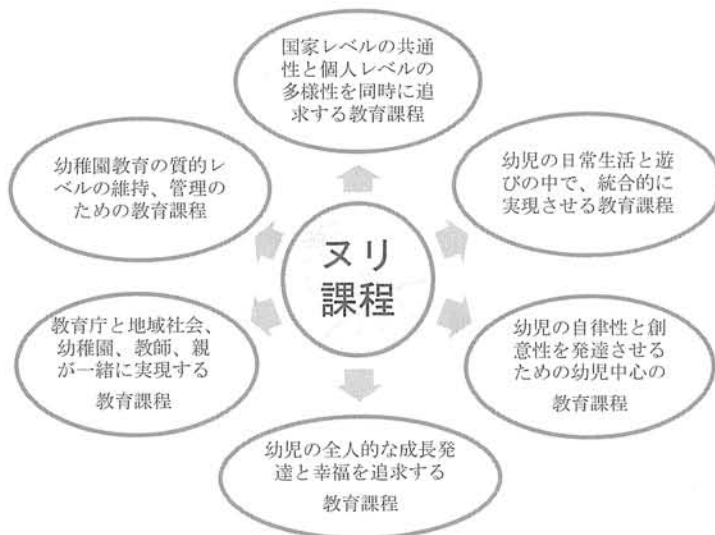 国家レベルの共通
性と個人レベルの
多様性を同時に追
求する教育課程
幼稚園教育の質的レ
ベルの維持、管理の
ための教育課程
幼児の日常生活と遊
びの中で、統合的に
実現させる教育課程
ヌリ
課程
教育庁と地域社会、
幼稚園、教師、親
が一緒に実現する
教育課程
幼児の自律性と創
意性を発達させる
ための幼児中心の
教育課程
幼児の全人的な成長発
達と幸福を追求する
教育課程